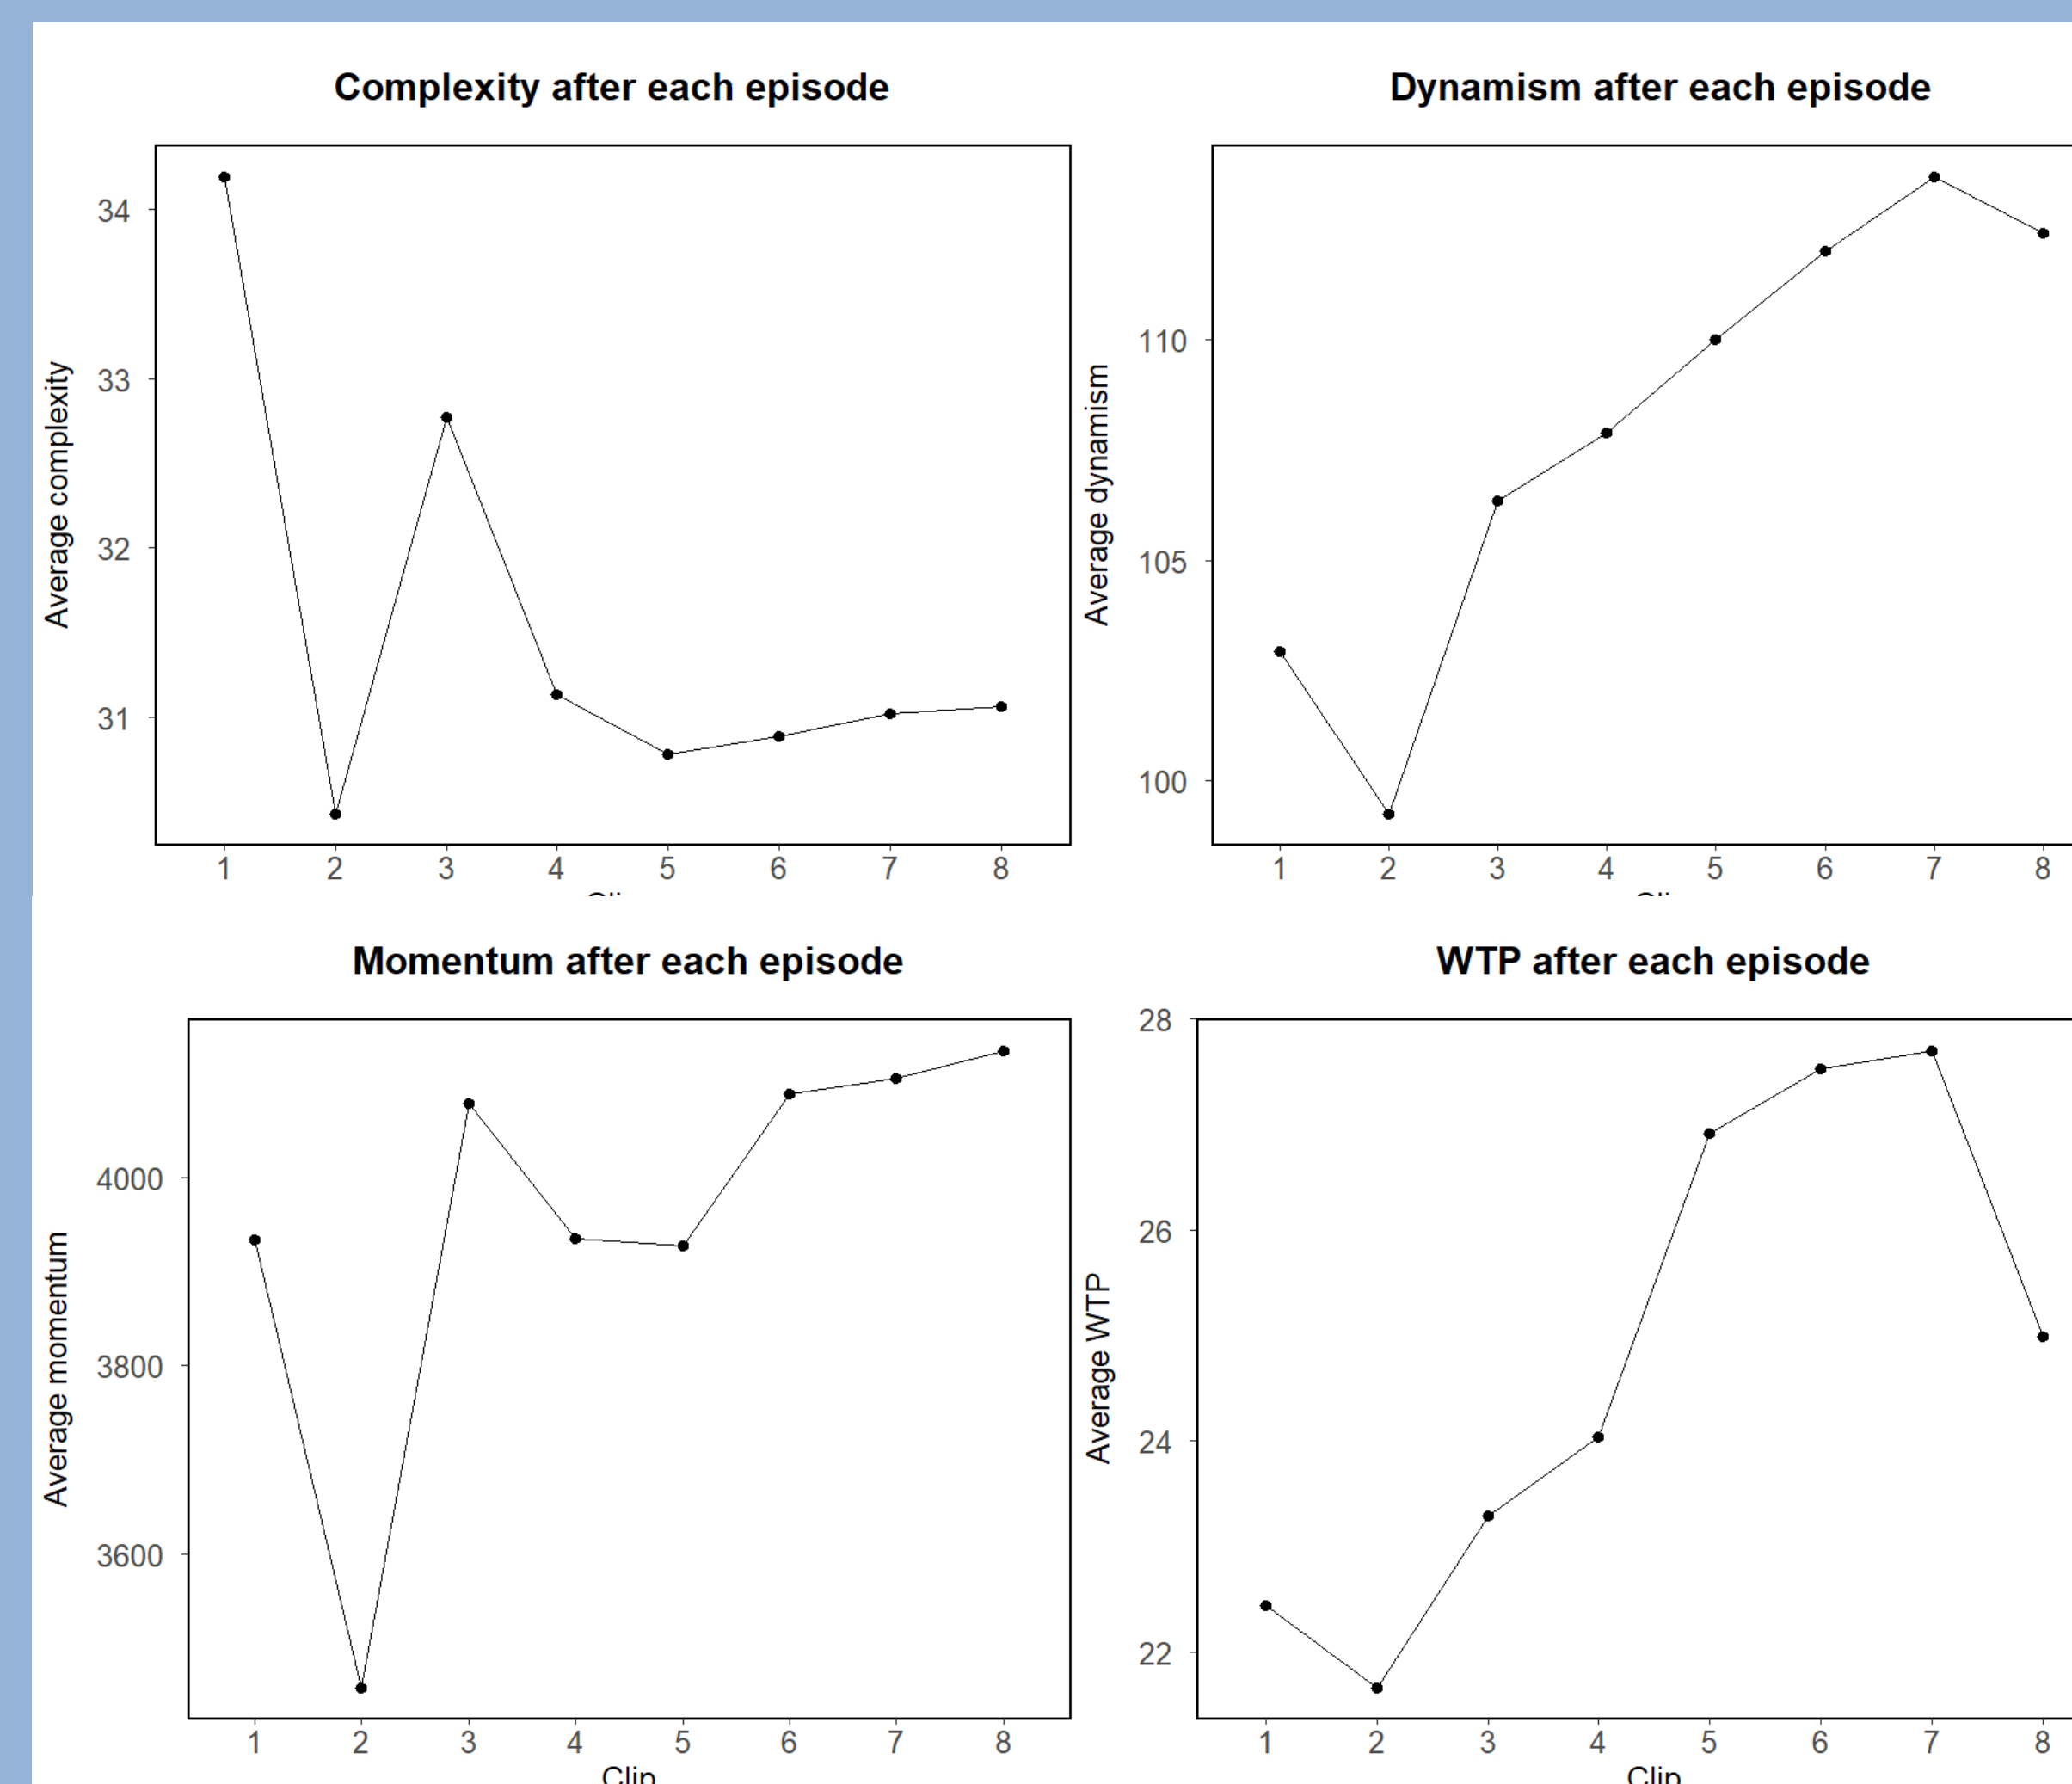 Complexity after each episode
Average complexity
34
33
32
31
1 2 3 4 5 6 7 8
Dynamism after each episode
Average dynamism
110
105
100
1 2 3 4 5 6 7 8
Momentum after each episode
Average momentum
4000
3800
3600
1 2 3 4 5 6 7 8
Clip
WTP after each episode
Average WTP
28
26
24
22
1 2 3 4 5 6 7 8
Clip